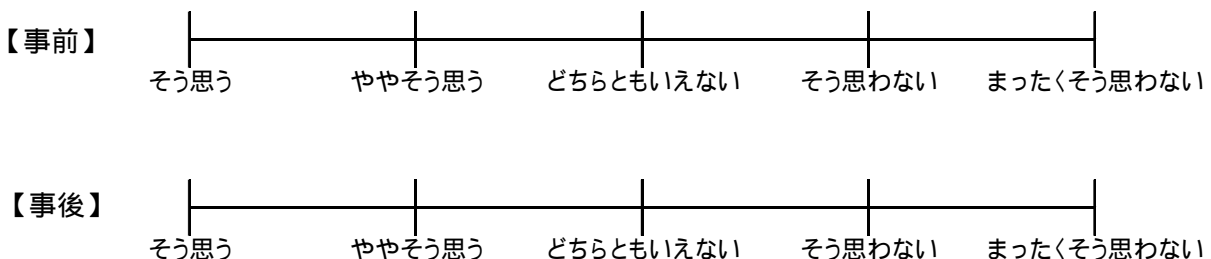 【事前】
そう思う ややそう思う どちらともいえない そう思わない まったくそう思わない
【事後】
そう思う ややそう思う どちらともいえない そう思わない まったくそう思わない